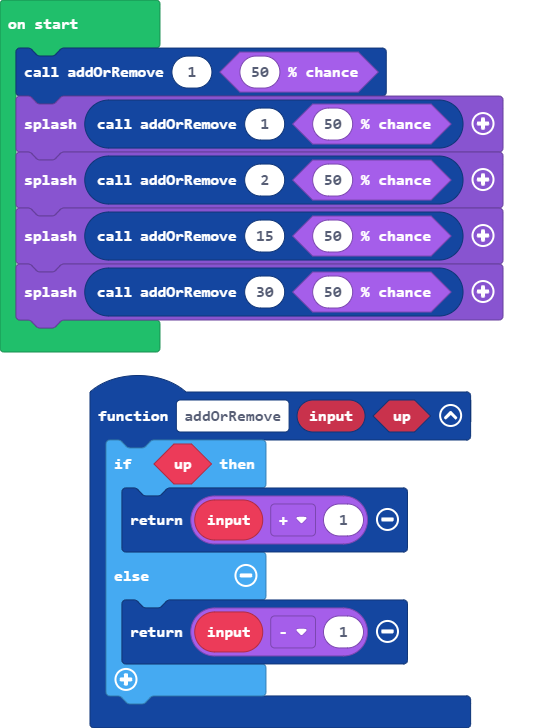 on start
call addOrRemove 1 50 % chance
splash call addOrRemove 1 50 % chance
splash call addOrRemove 2 50 % chance
splash call addOrRemove 15 50 % chance
splash call addOrRemove 30 50 % chance
function addOrRemove input up
if up then
return input + 1
else
return input - 1